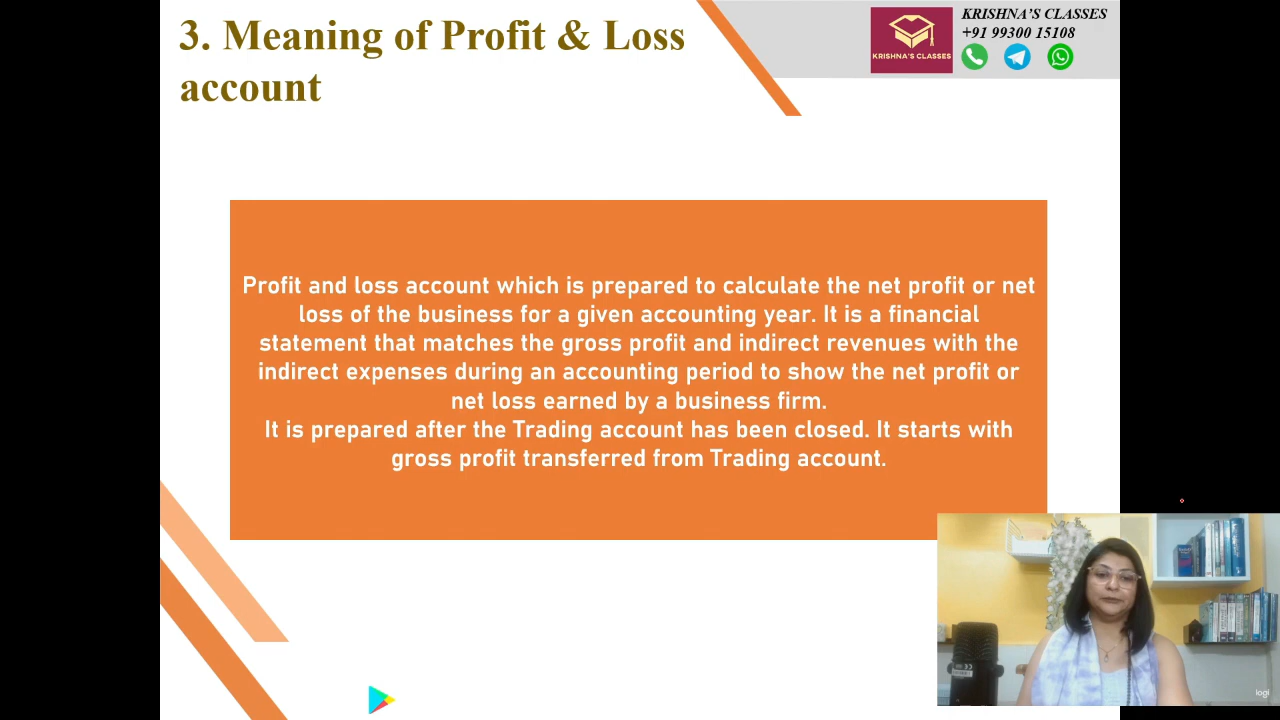 3. Meaning of Profit & Loss
account
KRISHNA'S CLASSES
KRISHNA'S CLASSES
+91 99300 15108
Profit and loss account which is prepared to calculate the net profit or net
loss of the business for a given accounting year. It is a financial
statement that matches the gross profit and indirect revenues with the
indirect expenses during an accounting period to show the net profit or
net loss earned by a business firm.
It is prepared after the Trading account has been closed. It starts with
gross profit transferred from Trading account.
logi